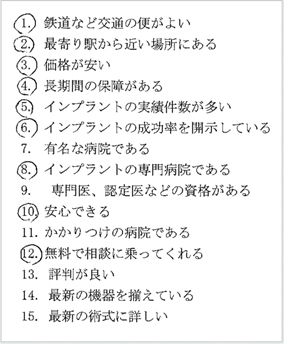 1. 鉄道など交通の便がよい
2. 最寄り駅から近い場所にある
3. 価格が安い
4. 長期間の保障がある
5. インプラントの実績件数が多い
6. インプラントの成功率を開示している
7. 有名な病院である
8. インプラントの専門病院である
9. 専門医、認定医などの資格がある
10. 安心できる
11. かかりつけの病院である
12. 無料で相談に乗ってくれる
13. 評判が良い
14. 最新の機器を揃えている
15. 最新の術式に詳しい